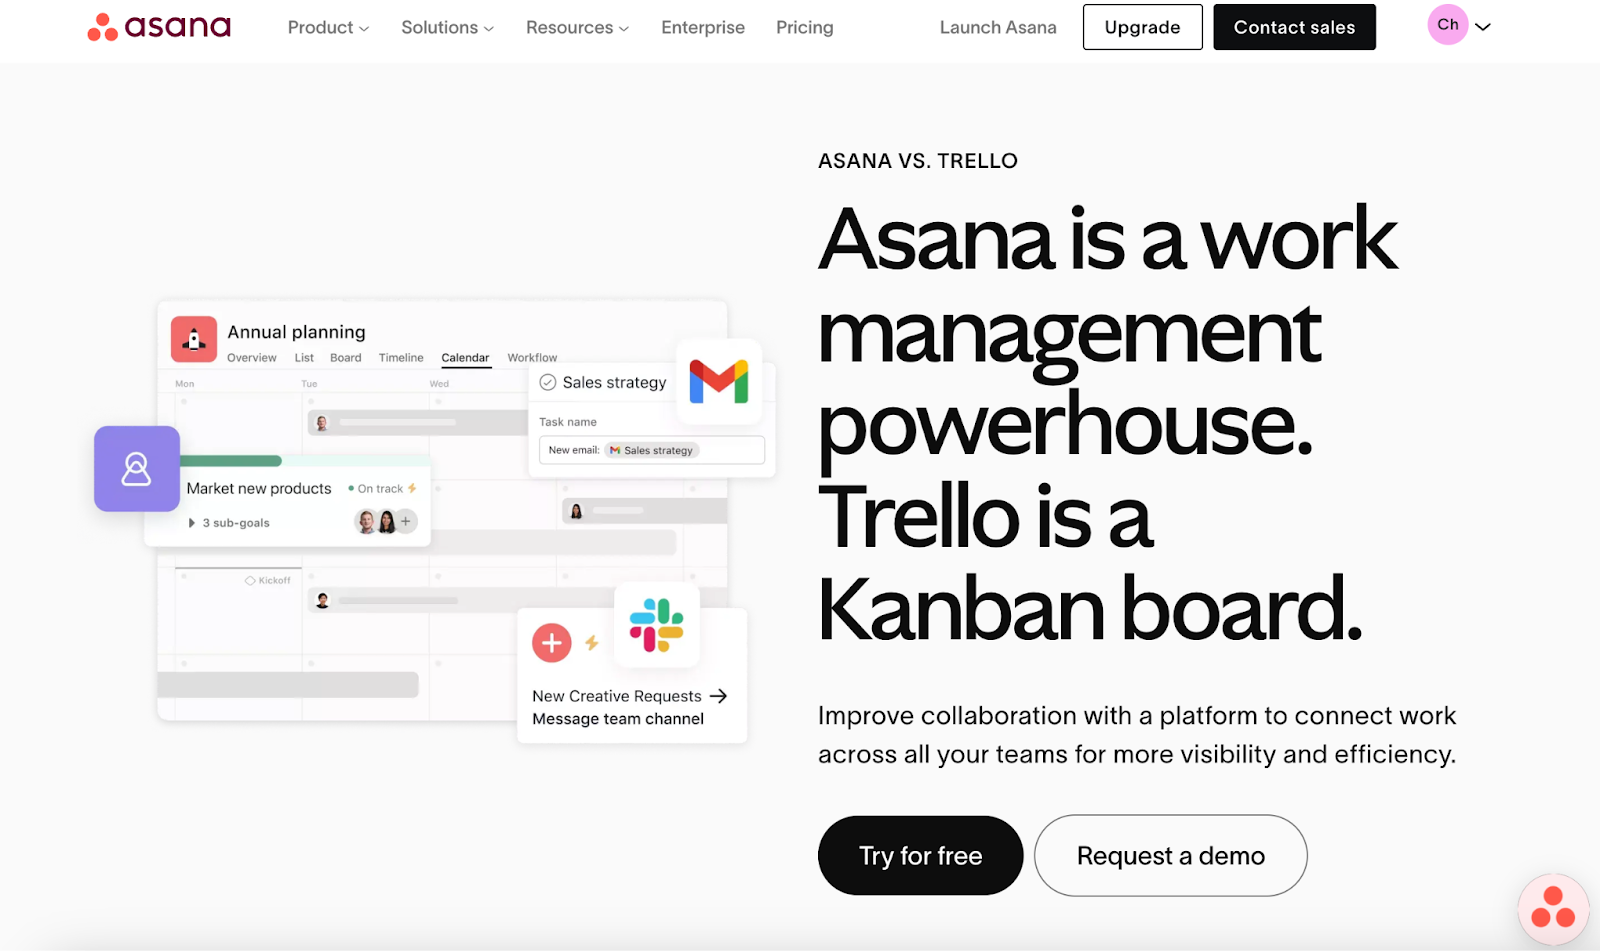 asana
Product
Solutions
Resources
Enterprise
Pricing
Launch Asana
Upgrade
Contact sales
Ch
ASANA VS. TRELLO
Asana is a work
management
powerhouse.
Trello is a
Kanban board.
Improve collaboration with a platform to connect work
across all your teams for more visibility and efficiency.
Try for free
Request a demo
Annual planning
Overview List Board Timeline Calendar Workflow
Mon Tue Wed
Sales strategy
Task name
New email: Sales strategy
Market new products
On track
3 sub-goals
Kickoff
New Creative Requests
Message team channel